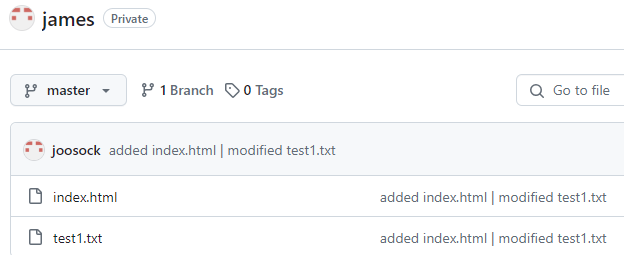 james Private
master 1 Branch 0 Tags Go to file
joosock added index.html | modified test1.txt
index.html added index.html | modified test1.txt
test1.txt added index.html | modified test1.txt